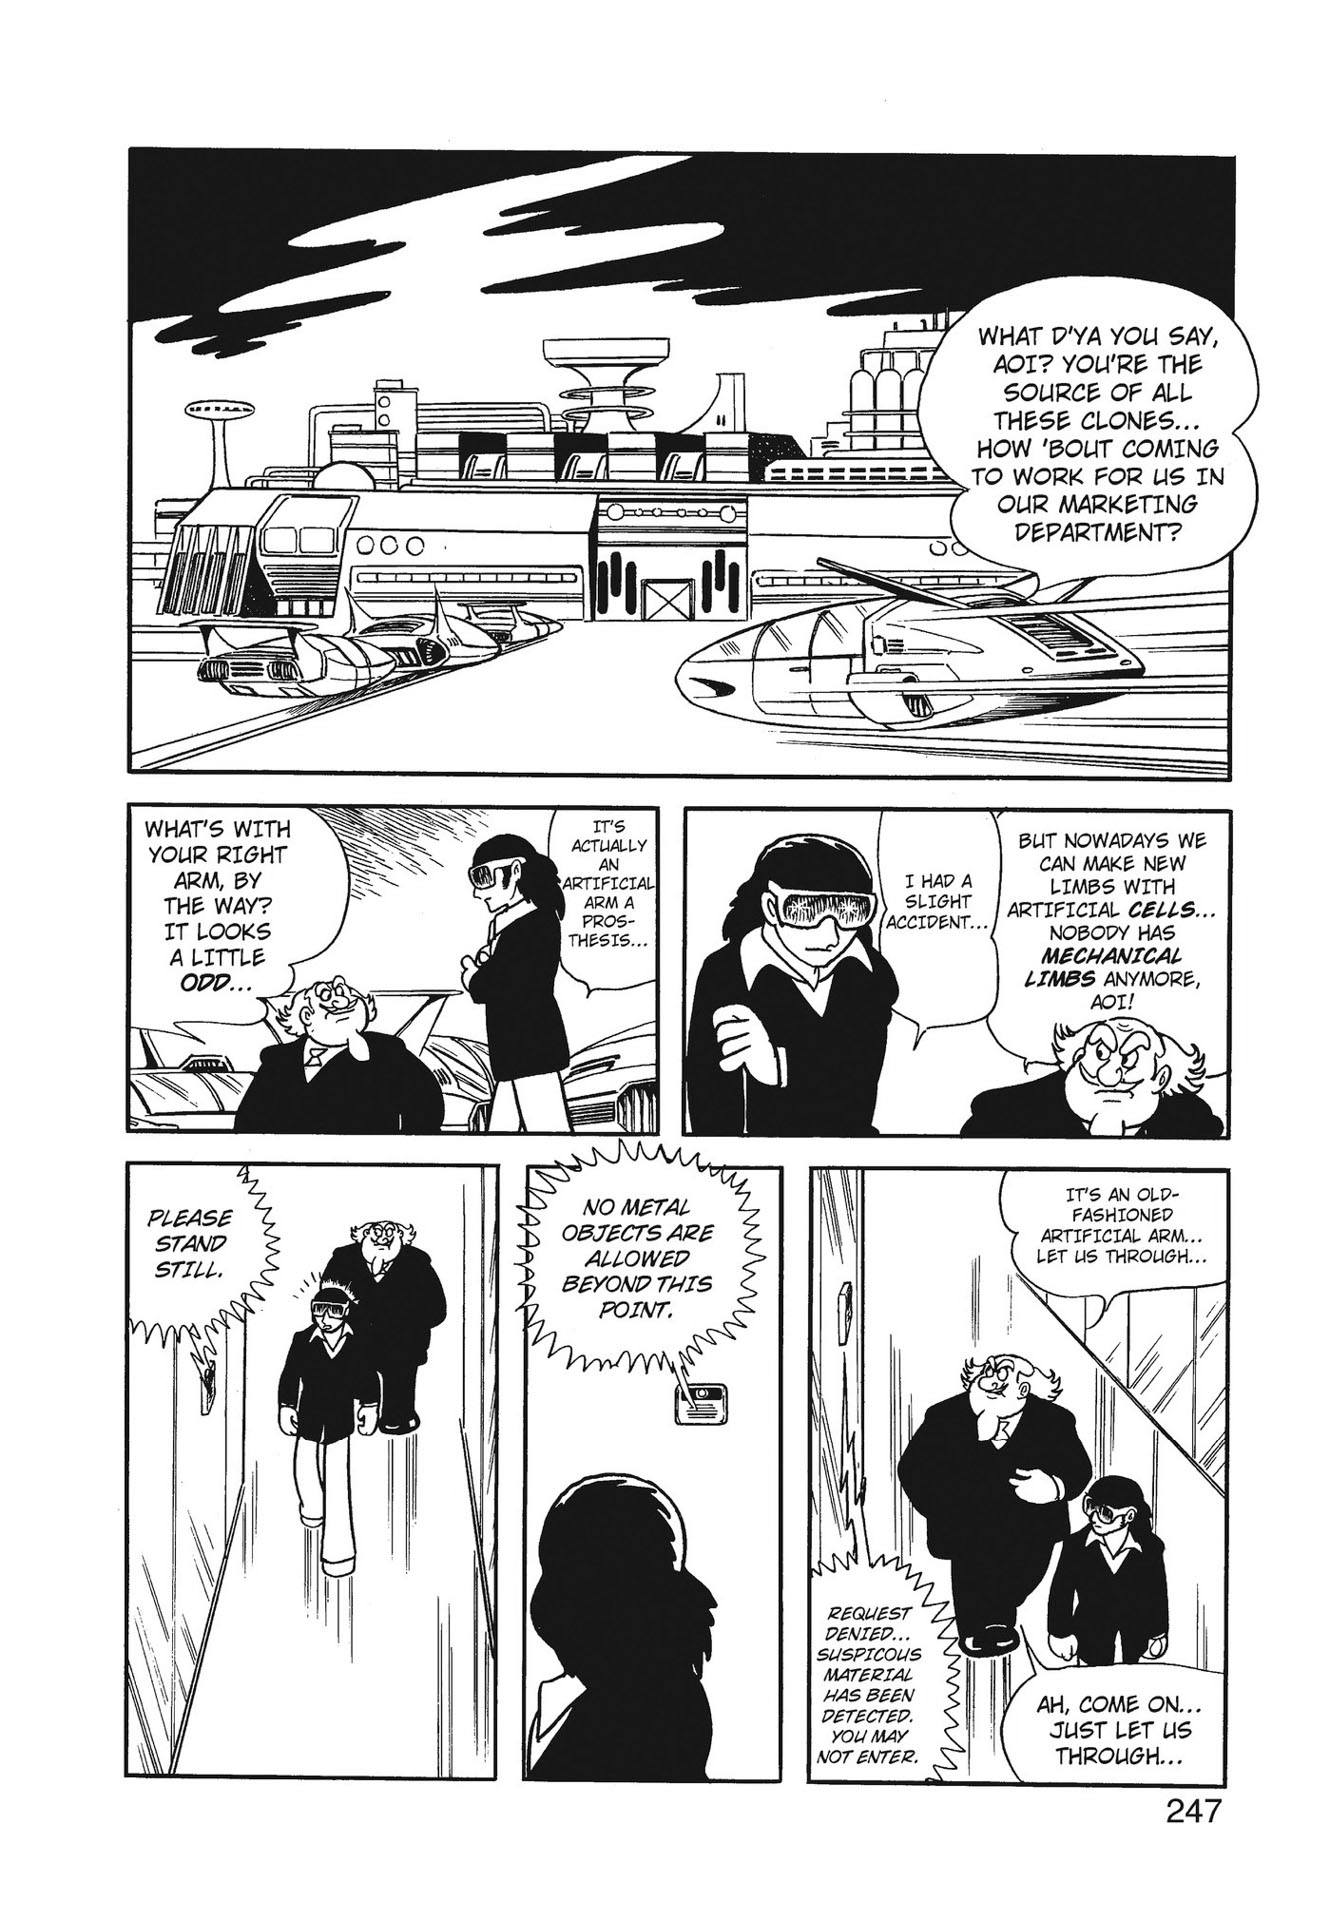 WHAT D'YA YOU SAY,
AOI? YOU'RE THE
SOURCE OF ALL
THESE CLONES...
HOW 'BOUT COMING
TO WORK FOR US IN
OUR MARKETING
DEPARTMENT?
WHAT'S WITH
YOUR RIGHT
ARM, BY
THE WAY?
IT LOOKS
A LITTLE
ODD...
IT'S
ACTUALLY
AN
ARTIFICIAL
ARM A
PROS-
THESIS...
I HAD A
SLIGHT
ACCIDENT...
BUT NOWADAYS WE
CAN MAKE NEW
LIMBS WITH
ARTIFICIAL CELLS...
NOBODY HAS
MECHANICAL
LIMBS ANYMORE,
AOI!
PLEASE
STAND
STILL.
NO METAL
OBJECTS ARE
ALLOWED
BEYOND THIS
POINT.
IT'S AN OLD-
FASHIONED
ARTIFICIAL ARM...
LET US THROUGH...
REQUEST
DENIED...
SUSPICOUS
MATERIAL
HAS BEEN
DETECTED.
YOU MAY
NOT ENTER.
AH, COME ON...
JUST LET US
THROUGH...
247